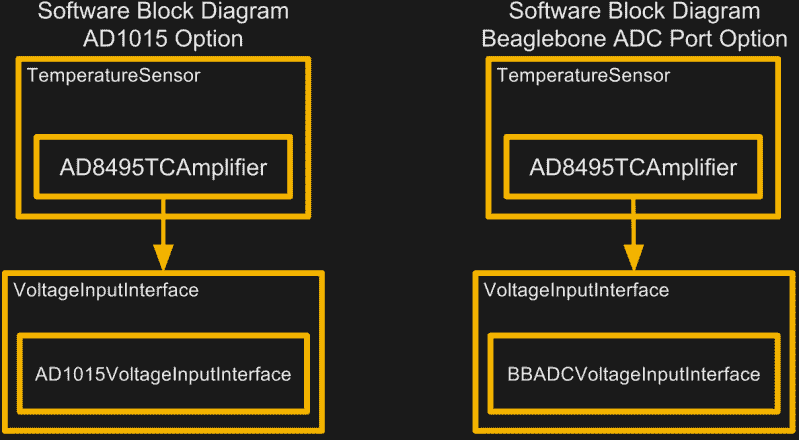 Software Block Diagram
AD1015 Option
TemperatureSensor
AD8495TCAmplifier
VoltageInputInterface
AD1015VoltageInputInterface
Software Block Diagram
Beaglebone ADC Port Option
TemperatureSensor
AD8495TCAmplifier
VoltageInputInterface
BBADCVoltageInputInterface